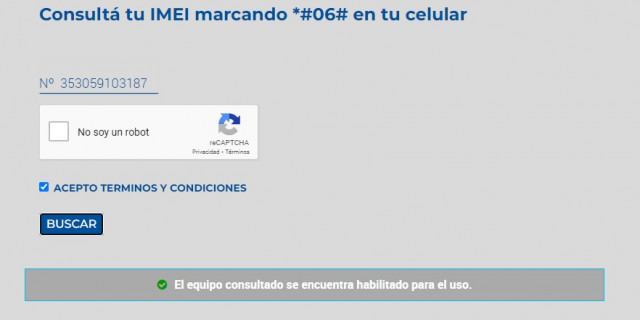 Consultá tu IMEI marcando *#06# en tu celular
Nº 353059103187
No soy un robot
reCAPTCHA
Privacidad - Términos
ACEPTO TERMINOS Y CONDICIONES
BUSCAR
El equipo consultado se encuentra habilitado para el uso.